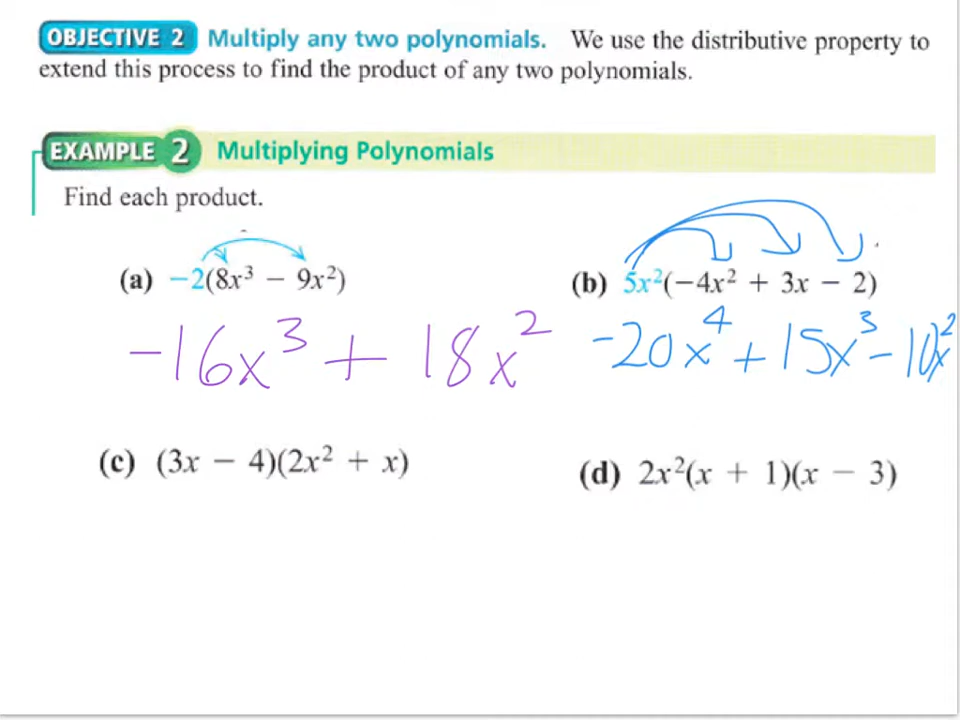 OBJECTIVE 2 Multiply any two polynomials. We use the distributive property to
extend this process to find the product of any two polynomials.
EXAMPLE 2 Multiplying Polynomials
Find each product.
(a) −2(8x³ − 9x²)
(b) 5x²(−4x² + 3x − 2)
-16x³ + 18x²
-20x⁴ + 15x³ - 10x²
(c) (3x − 4)(2x² + x)
(d) 2x²(x + 1)(x − 3)